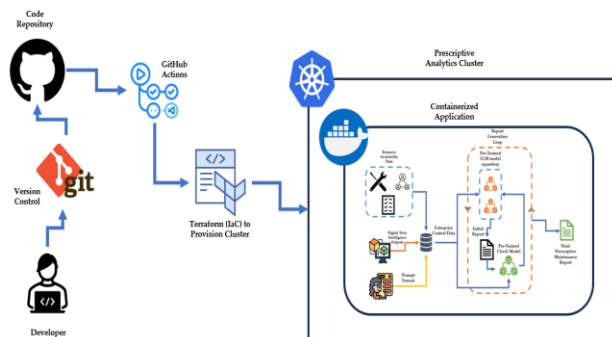 Code
Repository
GitHub
Actions
Prescriptive
Analytics Cluster
Containerized
Application
Version
Control
git
Terraform (IaC) to
Provision Cluster
Developer
Resource
Availability
Data
Report
Generation
Loop
Pre-Trained
LLM model
repository
Digital Twin
Intelligence
Outputs
Enterprise
Context Data
Initial
Report
Pre-Trained
Check Model
Prompt
Format
Final
Prescriptive
Maintenance
Report